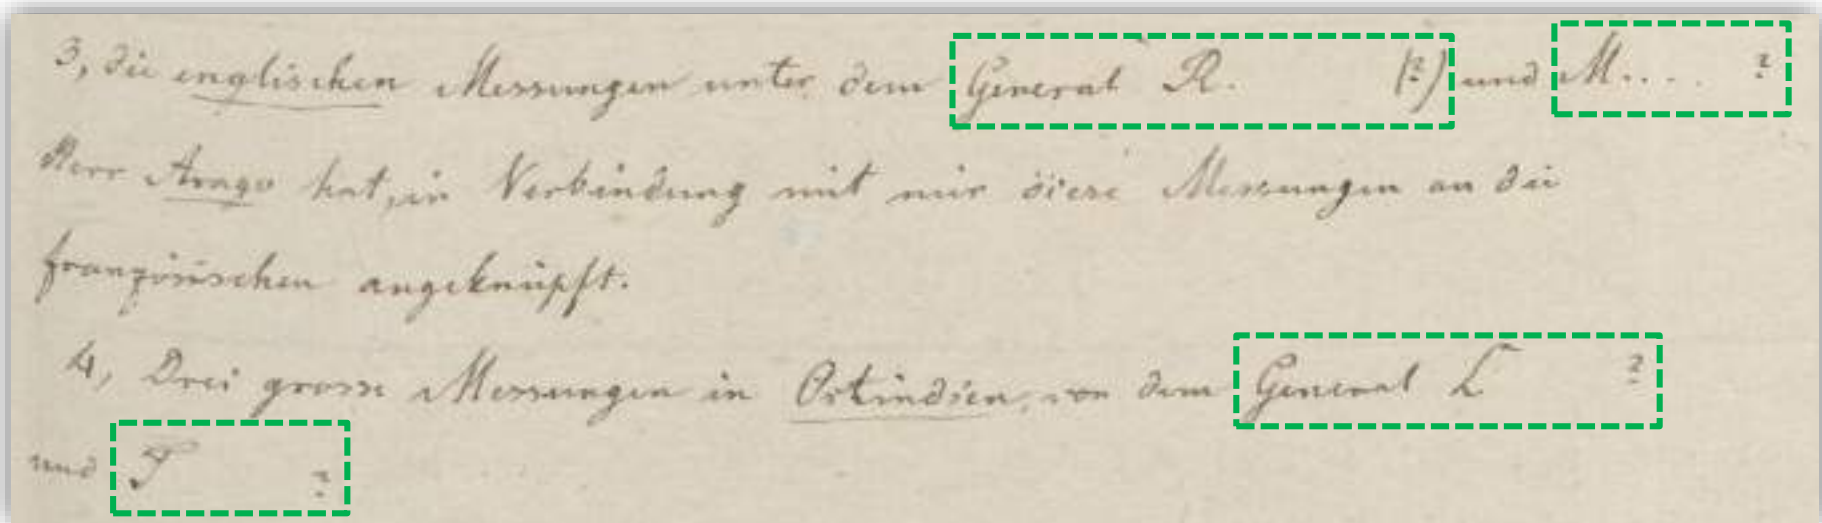 3, die englischen Messungen unter dem General R. (?) und M.... ?
Herr Arago hat, in Verbindung mit mir diese Messungen an die
französischen angeknüpft.
4, Drei grosse Messungen in Ostindien, von dem General L ?
und T ?